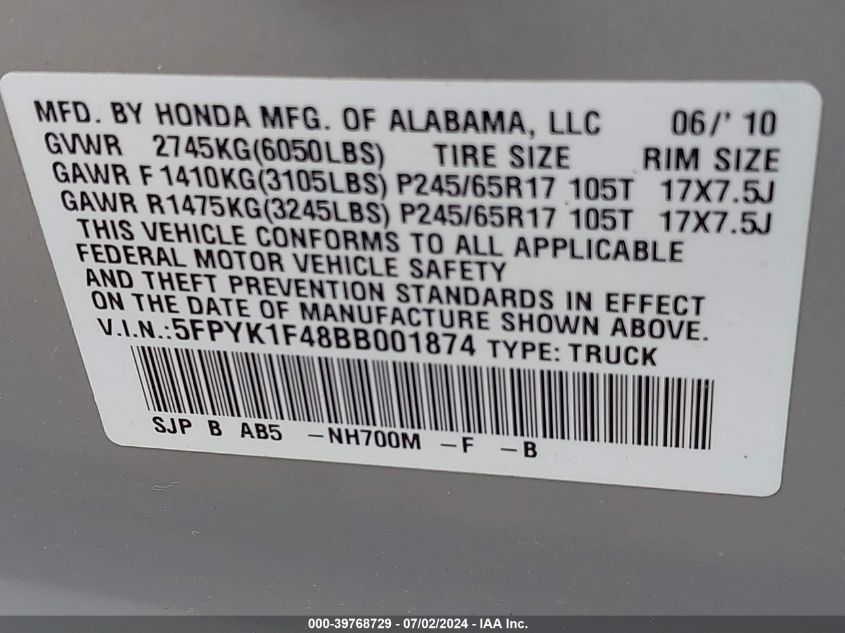 MFD. BY HONDA MFG. OF ALABAMA, LLC 06/' 10
GVWR 2745KG(6050LBS) TIRE SIZE RIM SIZE
GAWR F 1410KG(3105LBS) P245/65R17 105T 17X7.5J
GAWR R1475KG(3245LBS) P245/65R17 105T 17X7.5J
THIS VEHICLE CONFORMS TO ALL APPLICABLE
FEDERAL MOTOR VEHICLE SAFETY
AND THEFT PREVENTION STANDARDS IN EFFECT
ON THE DATE OF MANUFACTURE SHOWN ABOVE.
V.I.N.:5FPYK1F48BB001874 TYPE: TRUCK
SJP B AB5 -NH700M -F -B
000-39768729 - 07/02/2024 - IAA Inc.